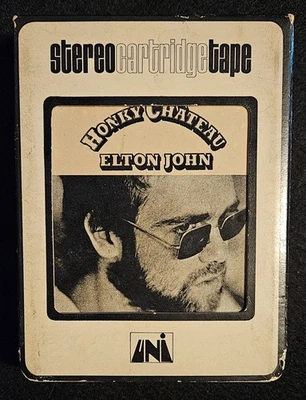 stereocartridgetape
HONKY CHATEAU
ELTON JOHN
UNI